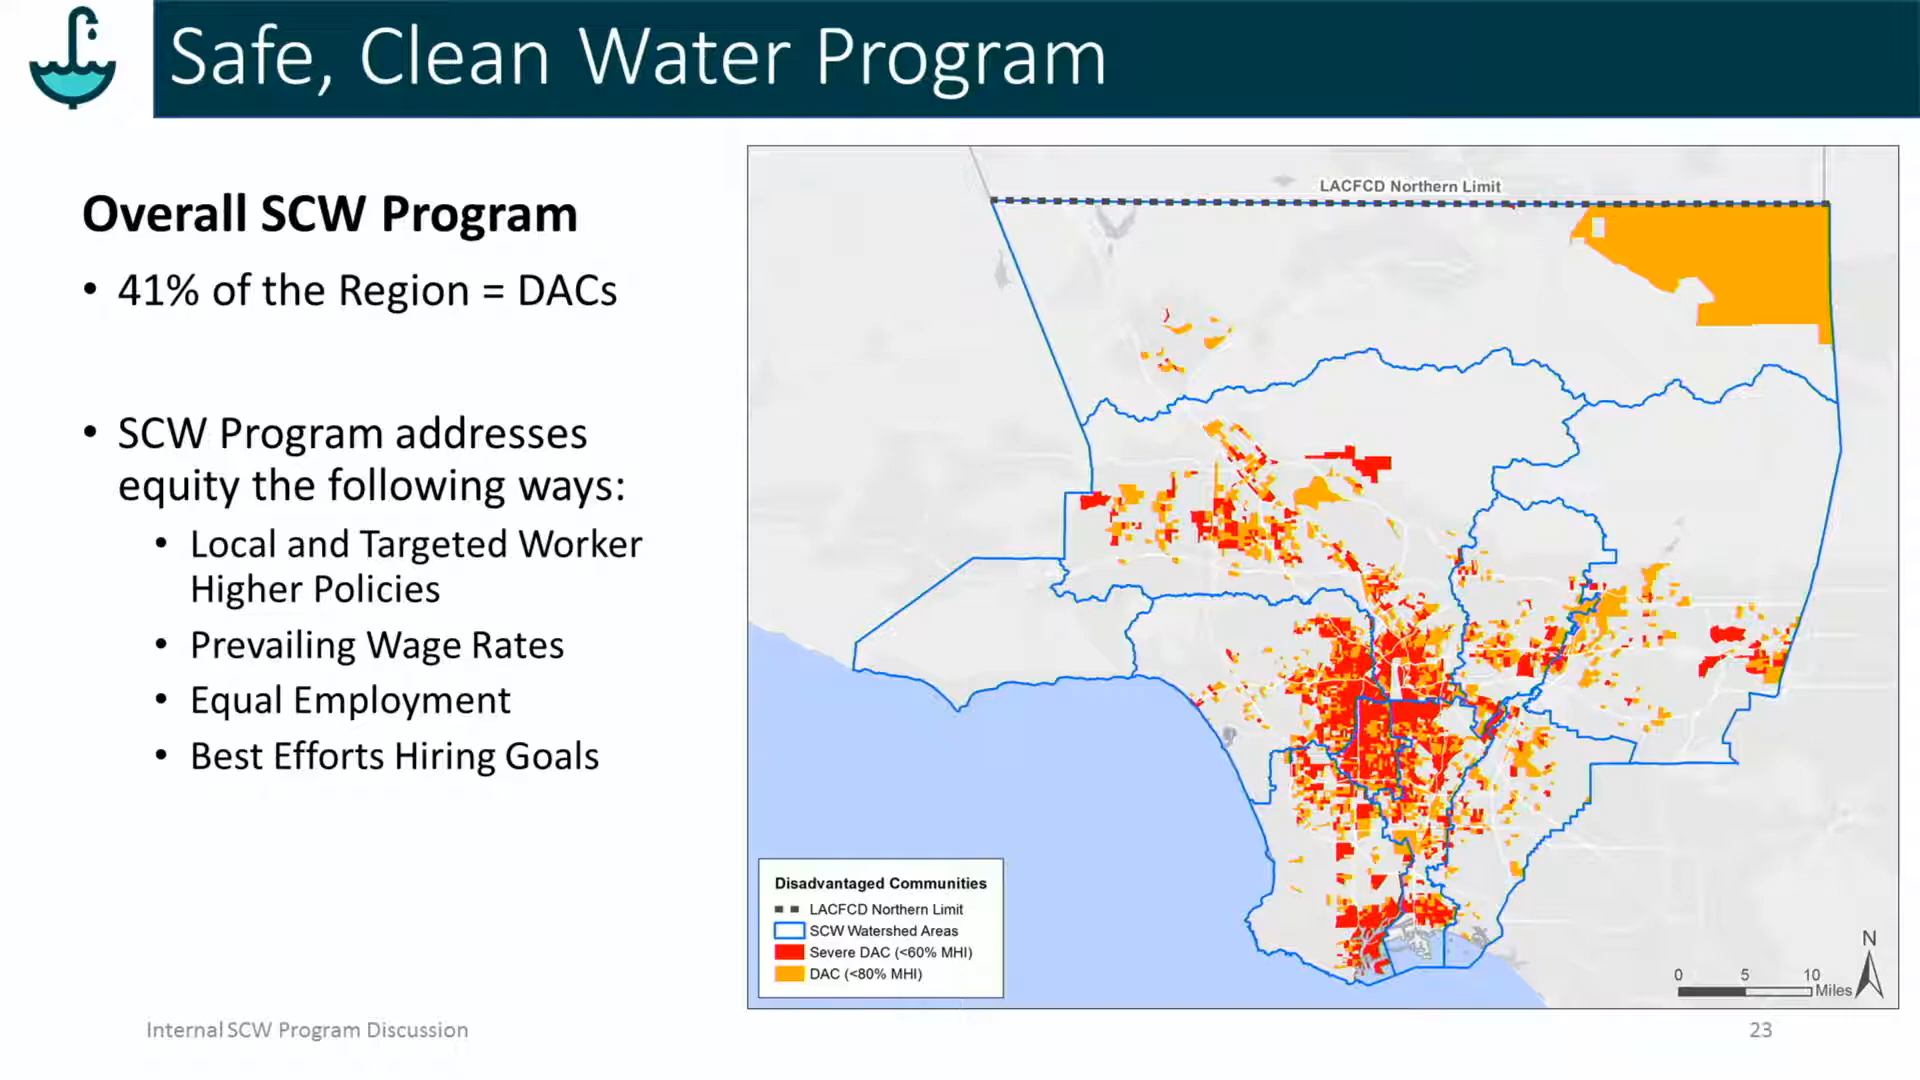 Safe, Clean Water Program
Overall SCW Program
• 41% of the Region = DACs
• SCW Program addresses
equity the following ways:
• Local and Targeted Worker
Higher Policies
• Prevailing Wage Rates
• Equal Employment
• Best Efforts Hiring Goals
LACFCD Northern Limit
Disadvantaged Communities
LACFCD Northern Limit
SCW Watershed Areas
Severe DAC (<60% MHI)
DAC (<80% MHI)
N
0 5 10
Miles
Internal SCW Program Discussion
23